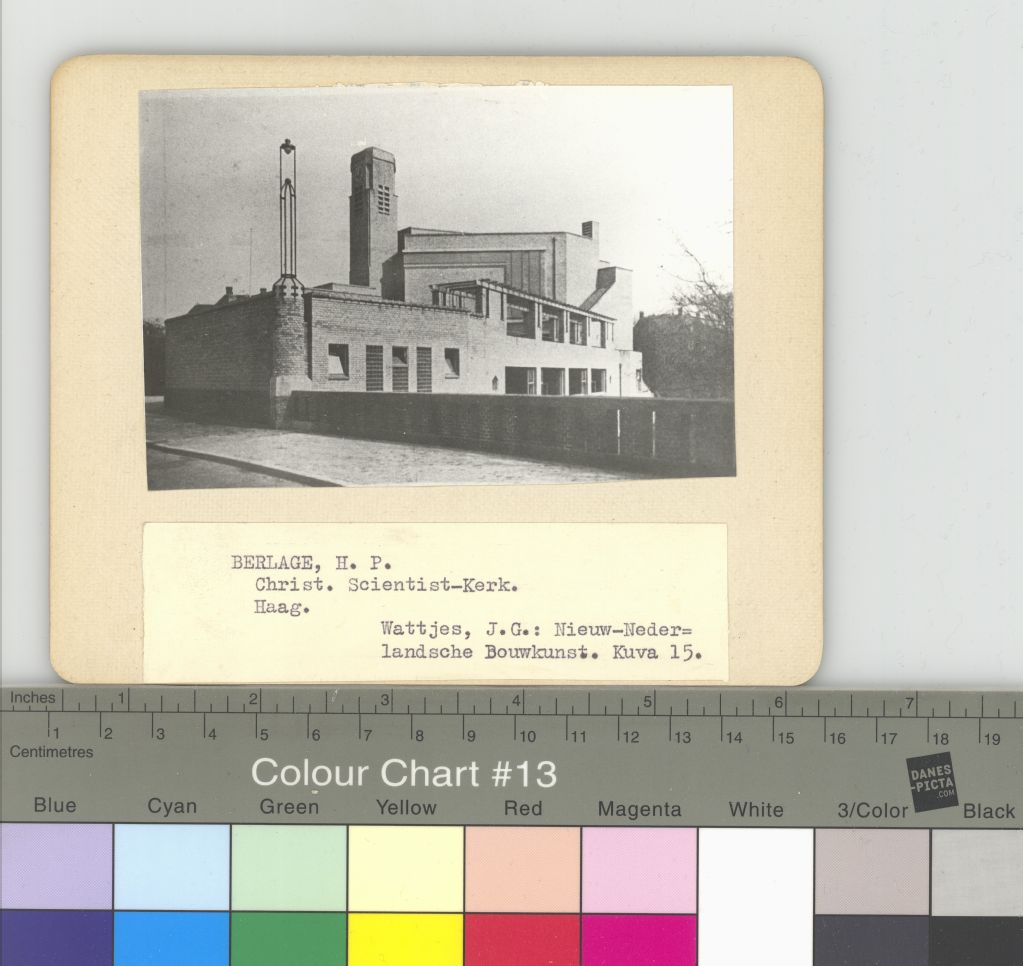 BERLAGE, H. P.
Christ. Scientist-Kerk.
Haag.
Wattjes, J.G.: Nieuw-Neder=
landsche Bouwkunst. Kuva 15.
Inches 1 2 3 4 5 6 7
1 2 3 4 5 6 7 8 9 10 11 12 13 14 15 16 17 18 19
Centimetres
Colour Chart #13
DANES
-PICTA
.COM
Blue Cyan Green Yellow Red Magenta White 3/Color Black